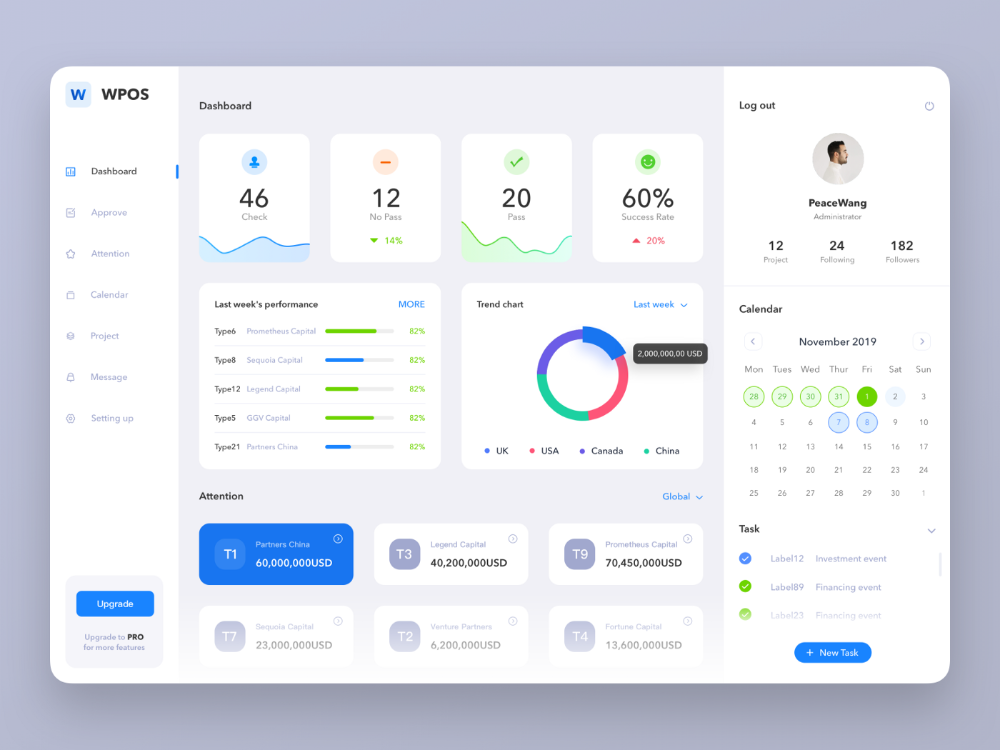 W WPOS
Dashboard
Approve
Attention
Calendar
Project
Message
Setting up
Upgrade
Upgrade to PRO
for more features
Dashboard
46
Check
12
No Pass
14%
20
Pass
60%
Success Rate
20%
Last week's performance MORE
Type6 Prometheus Capital 82%
Type8 Sequoia Capital 82%
Type12 Legend Capital 82%
Type5 GGV Capital 82%
Type21 Partners China 82%
Trend chart Last week
2,000,000,00 USD
UK USA Canada China
Attention Global
T1 Partners China
60,000,000USD
T3 Legend Capital
40,200,000USD
T9 Prometheus Capital
70,450,000USD
T7 Sequola Capital
23,000,000USD
T2 Venture Partners
6,200,000USD
T4 Fortune Capital
13,600,000USD
Log out
PeaceWang
Administrator
12 24 182
Project Following Followers
Calendar
November 2019
Mon Tues Wed Thur Fri Sat Sun
28 29 30 31 1 2 3
4 5 6 7 8 9 10
11 12 13 14 15 16 17
18 19 20 21 22 23 24
25 26 27 28 29 30 1
Task
Label12 Investment event
Label89 Financing event
Label23 Financing event
+ New Task